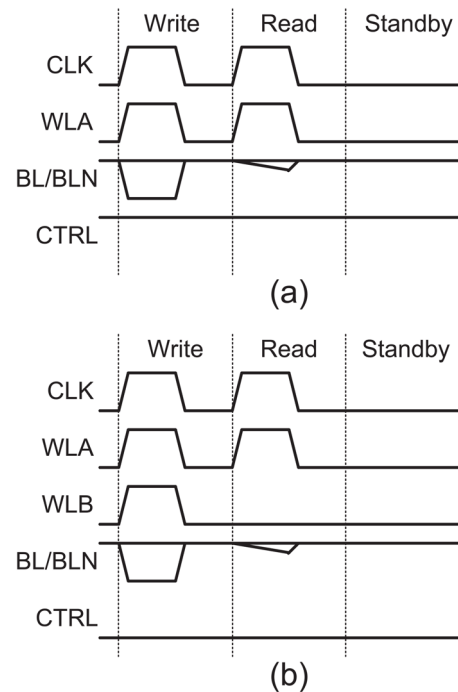 Write Read Standby
CLK
WLA
BL/BLN
CTRL
(a)
Write Read Standby
CLK
WLA
WLB
BL/BLN
CTRL
(b)